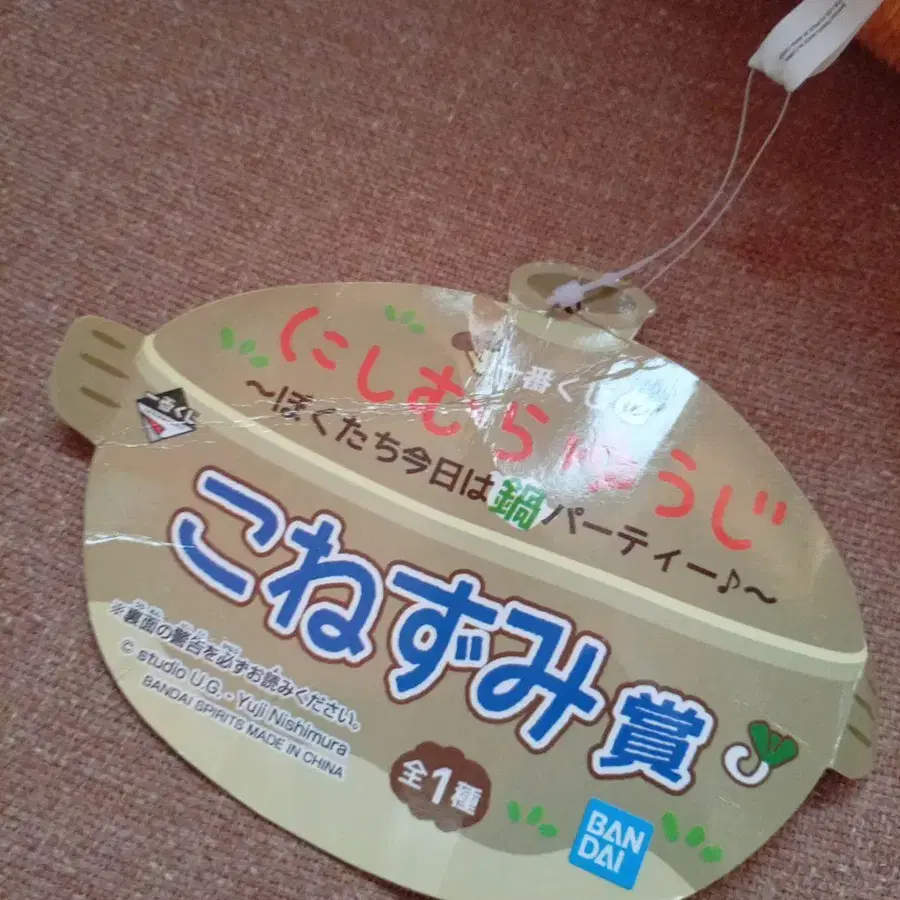 一番くじ
にしむらゆうじ
～ぼくたち今日は鍋パーティー♪～
こねずみ賞
※裏面の警告を必ずお読みください。
© studio U.G. - Yuji Nishimura
BANDAI SPIRITS MADE IN CHINA
全1種
BAN
DAI